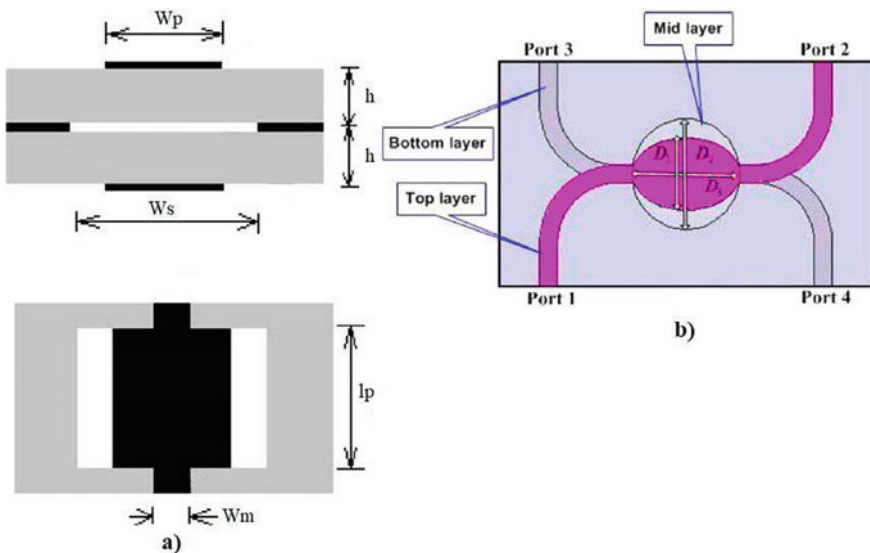 Wp
h
h
Ws
lp
Wm
a)
Mid layer
Port 3
Port 2
Bottom layer
D1
D2
D3
Top layer
Port 1
Port 4
b)